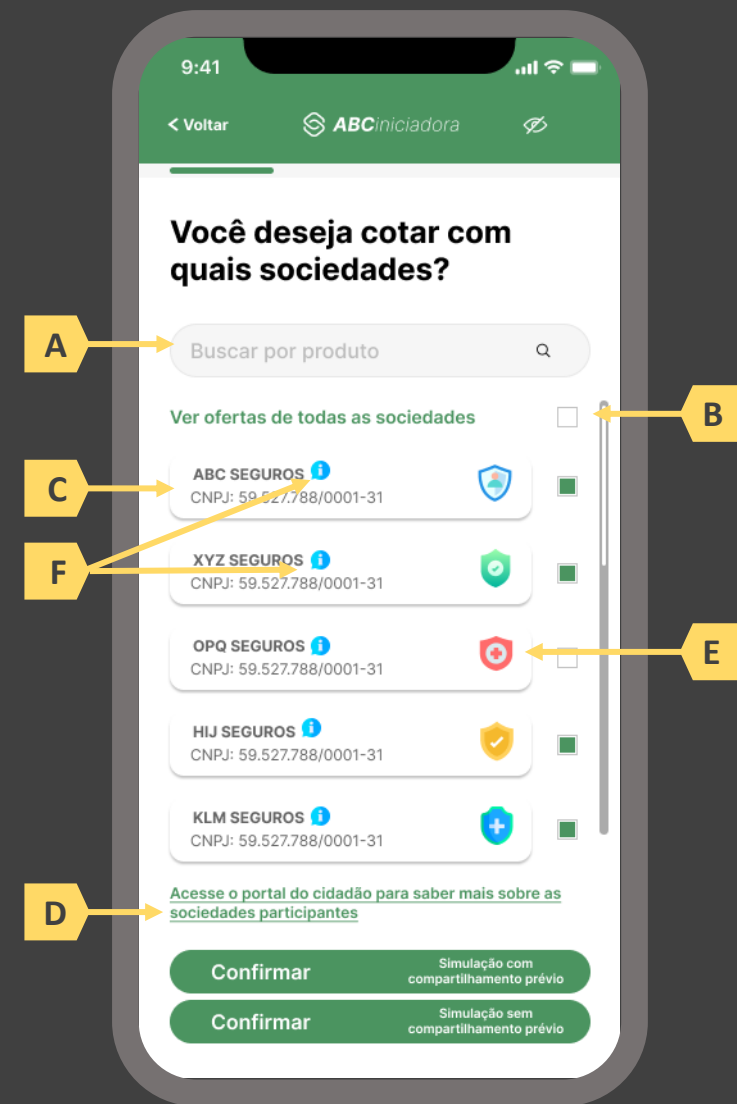 9:41
< Voltar
ABCiniciadora
Você deseja cotar com
quais sociedades?
A
Buscar por produto
Ver ofertas de todas as sociedades
B
C
ABC SEGUROS
CNPJ: 59.527.788/0001-31
F
XYZ SEGUROS
CNPJ: 59.527.788/0001-31
OPQ SEGUROS
CNPJ: 59.527.788/0001-31
E
HIJ SEGUROS
CNPJ: 59.527.788/0001-31
KLM SEGUROS
CNPJ: 59.527.788/0001-31
D
Acesse o portal do cidadão para saber mais sobre as
sociedades participantes
Confirmar
Simulação com
compartilhamento prévio
Confirmar
Simulação sem
compartilhamento prévio